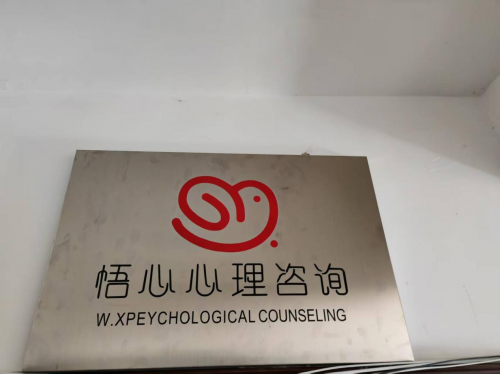 悟心心理咨询
W.XPEYCHOLOGICAL COUNSELING